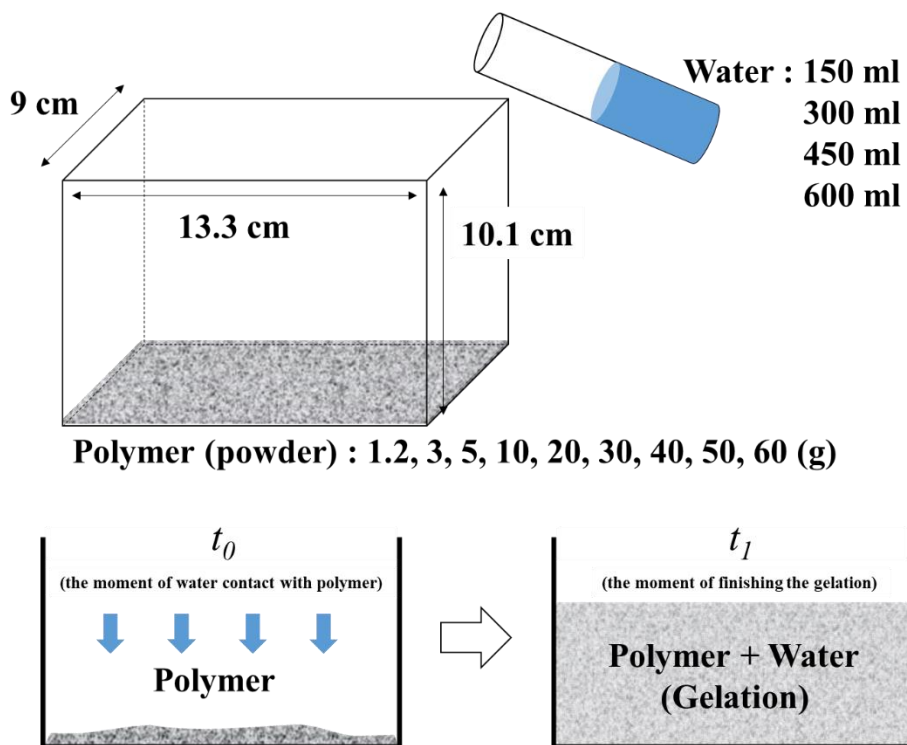 9 cm
Water : 150 ml
300 ml
450 ml
600 ml
13.3 cm
10.1 cm
Polymer (powder) : 1.2, 3, 5, 10, 20, 30, 40, 50, 60 (g)
t0
(the moment of water contact with polymer)
Polymer
t1
(the moment of finishing the gelation)
Polymer + Water
(Gelation)